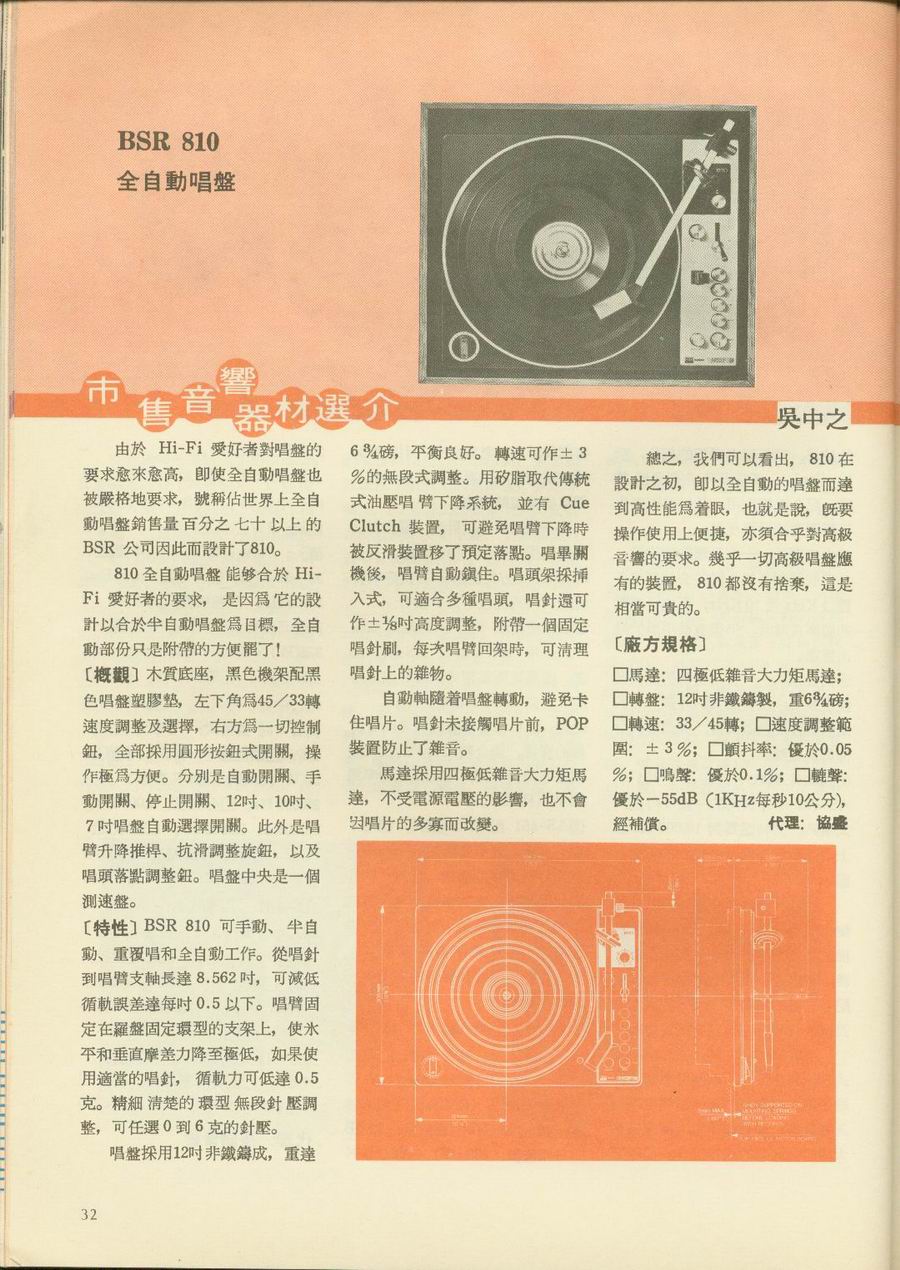 BSR 810
全自動唱盤
市售音響器材選介
吳中之
由於 Hi-Fi 愛好者對唱盤的
要求愈來愈高，卽使全自動唱盤也
被嚴格地要求，號稱佔世界上全自
動唱盤銷售量百分之七十以上的
BSR 公司因此而設計了810。
810 全自動唱盤能够合於 Hi-
Fi 愛好者的要求，是因爲它的設
計以合於半自動唱盤爲目標，全自
動部份只是附帶的方便罷了！
〔槪觀〕木質底座，黑色機架配黑
色唱盤塑膠墊，左下角爲45／33轉
速度調整及選擇，右方爲一切控制
鈕，全部採用圓形按鈕式開關，操
作極爲方便。分別是自動開關、手
動開關、停止開關、12吋、10吋、
7吋唱盤自動選擇開關。此外是唱
臂升降推桿、抗滑調整旋鈕，以及
唱頭落點調整鈕。唱盤中央是一個
測速盤。
〔特性〕BSR 810 可手動、半自
動、重覆唱和全自動工作。從唱針
到唱臂支軸長達 8.562 吋，可減低
循軌誤差達每吋 0.5 以下。唱臂固
定在羅盤固定環型的支架上，使水
平和垂直摩差力降至極低，如果使
用適當的唱針，循軌力可低達 0.5
克。精細淸楚的環型無段針壓調
整，可任選 0 到 6 克的針壓。
唱盤採用12吋非鐵鑄成，重達
6¾磅，平衡良好。轉速可作± 3
％的無段式調整。用矽脂取代傳統
式油壓唱臂下降系統，並有 Cue
Clutch 裝置，可避免唱臂下降時
被反滑裝置移了預定落點。唱畢關
機後，唱臂自動鎭住。唱頭架採揷
入式，可適合多種唱頭，唱針還可
作±⅛吋高度調整，附帶一個固定
唱針刷，每次唱臂回架時，可淸理
唱針上的雜物。
自動軸隨着唱盤轉動，避免卡
住唱片。唱針未接觸唱片前，POP
裝置防止了雜音。
馬達採用四極低雜音大力矩馬
達，不受電源電壓的影響，也不會
因唱片的多寡而改變。
總之，我們可以看出，810 在
設計之初，卽以全自動的唱盤而達
到高性能爲着眼，也就是說，旣要
操作使用上便捷，亦須合乎對高級
音響的要求。幾乎一切高級唱盤應
有的裝置，810 都沒有捨棄，這是
相當可貴的。
〔廠方規格〕
□馬達：四極低雜音大力矩馬達；
□轉盤：12吋非鐵鑄製，重6¾磅；
□轉速：33／45轉；□速度調整範
圍：± 3 %；□顫抖率：優於0.05
%；□鳴聲：優於0.1%；□轆聲：
優於－55dB（1KHz每秒10公分），
經補償。 代理：協盛
WHEN SUPPORTED ON
MOUNTING SPRINGS
32